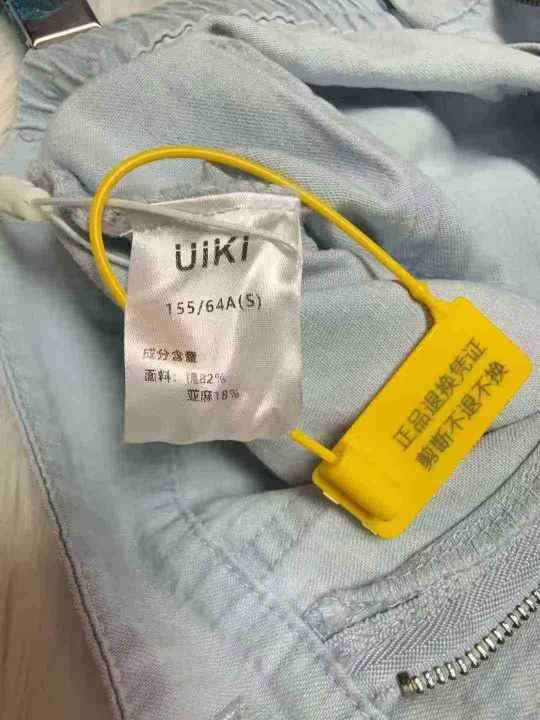 UiKi
155/64A(S)
成分含量
面料：棉82%
亚麻18%
正品退换凭证
剪断不退不换